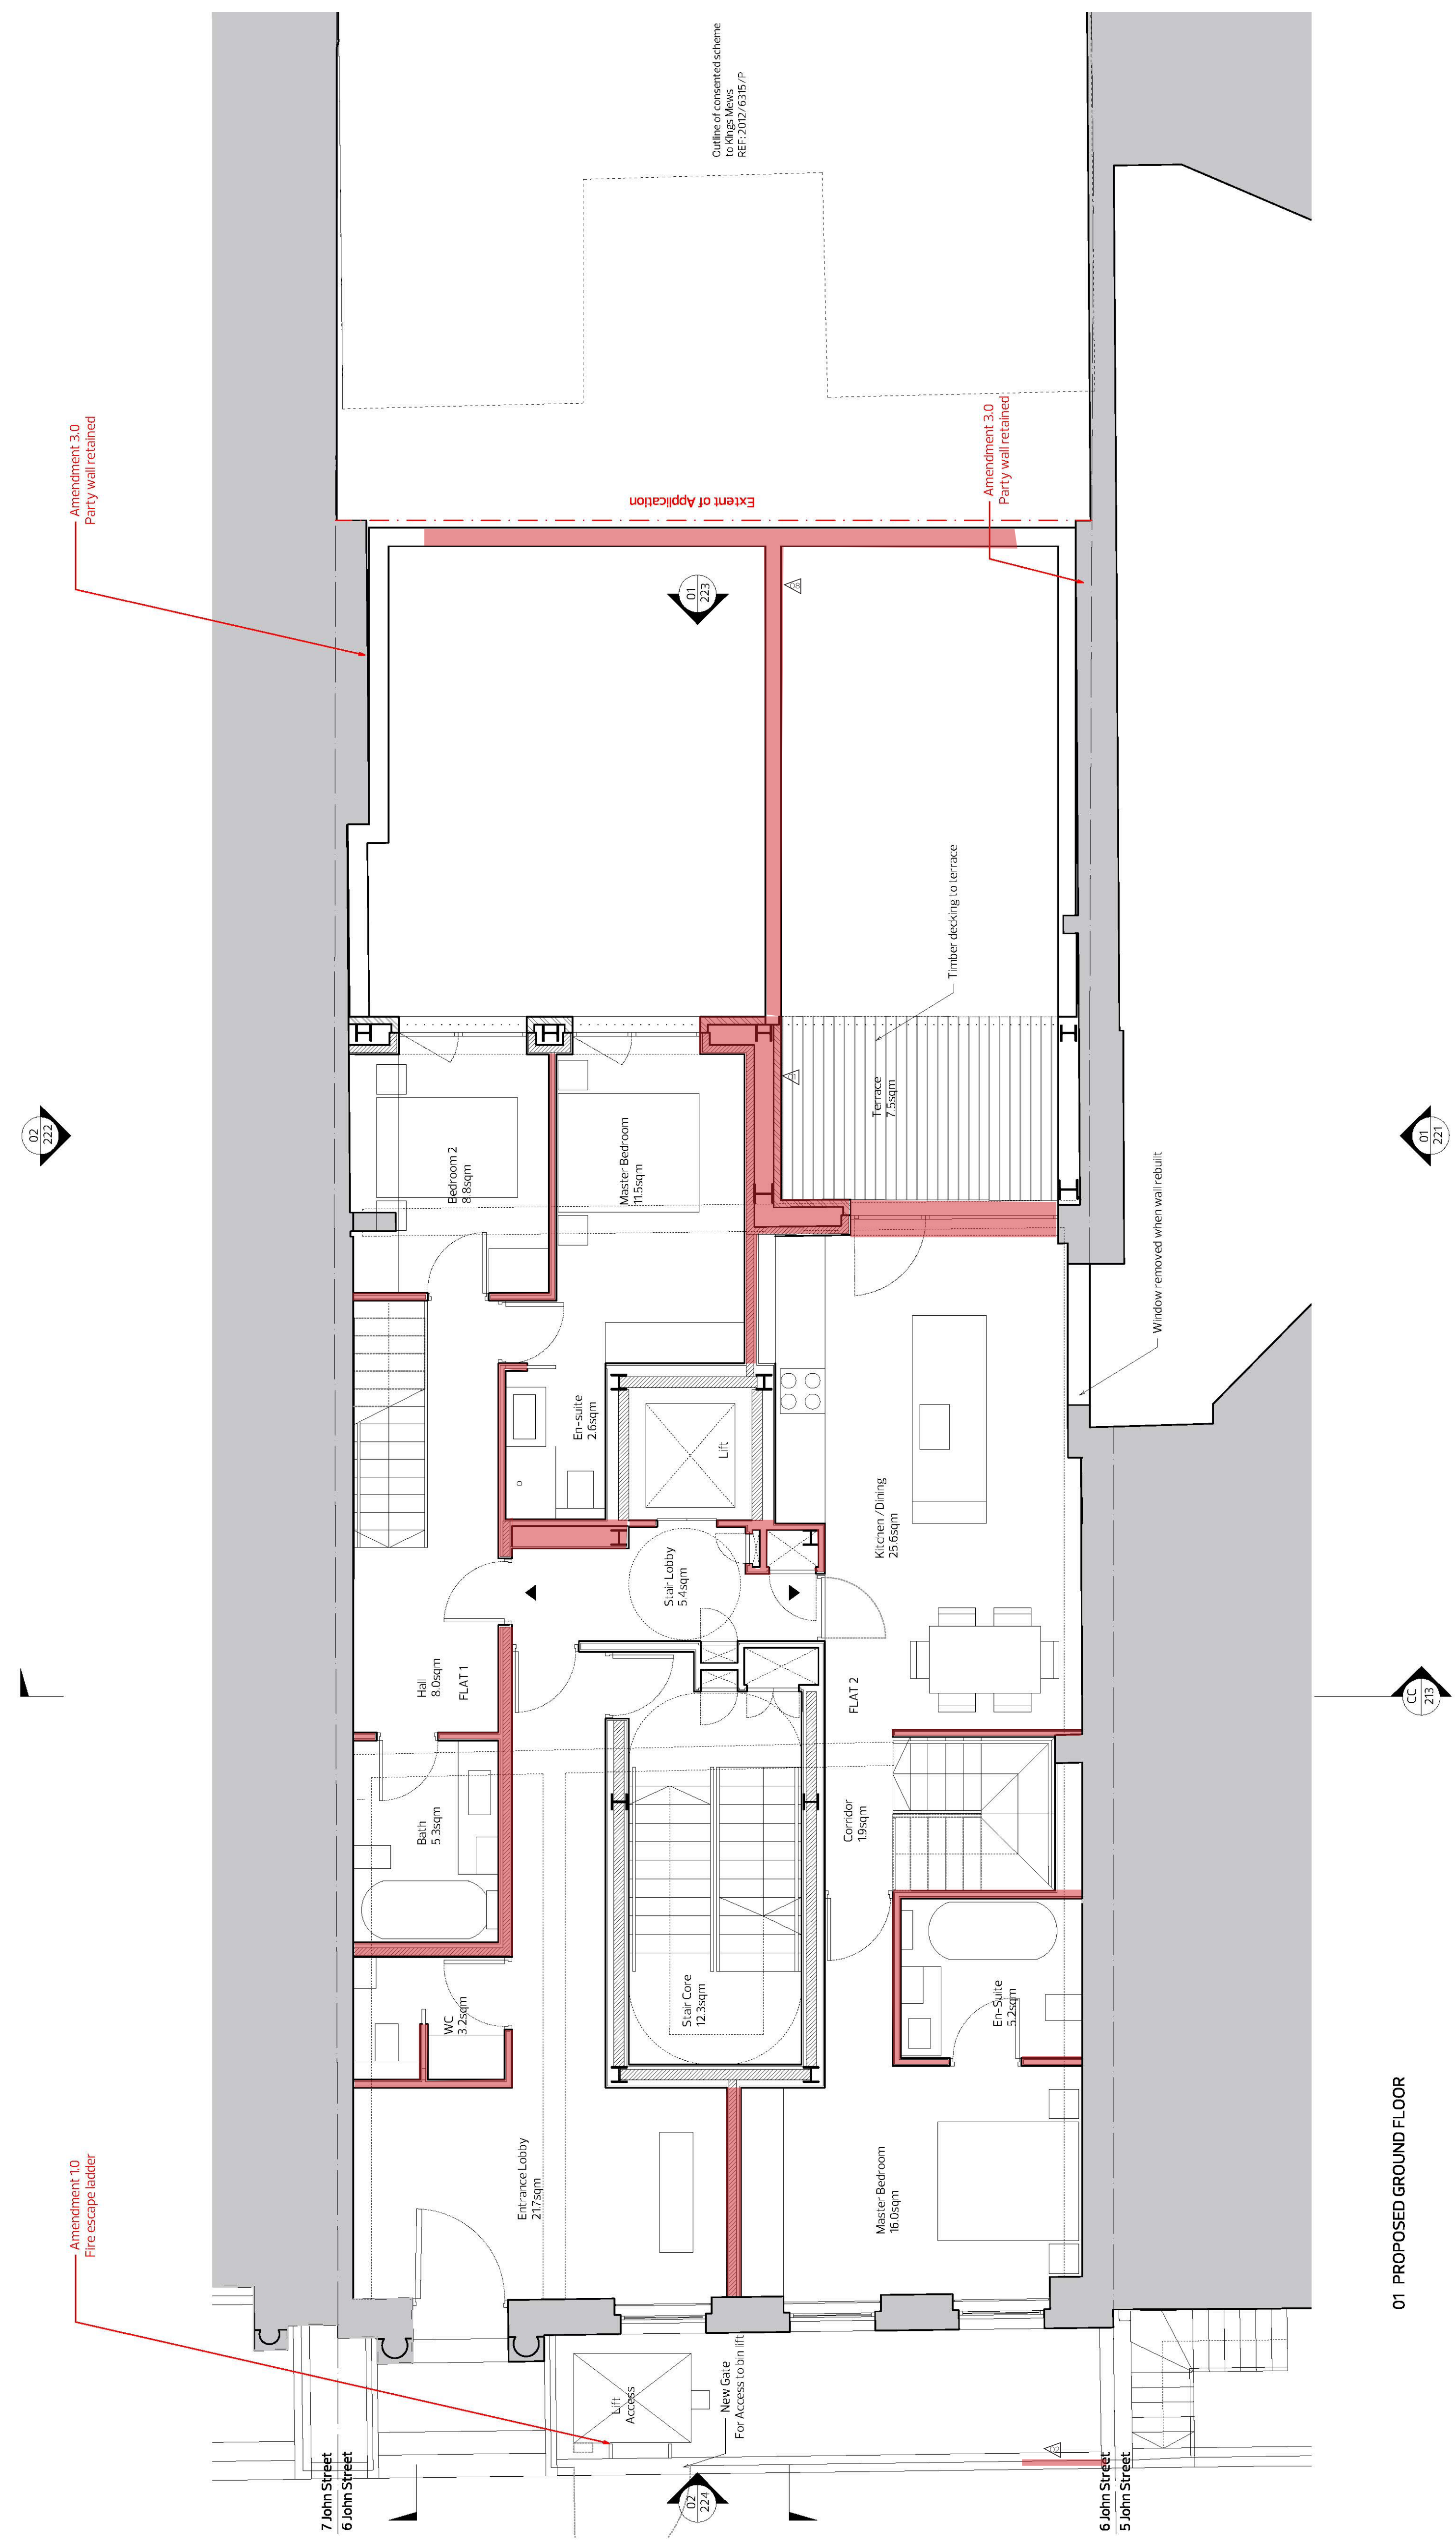 Outline of consented scheme
to Kings Mews
REF: 2012/6315/P
Amendment 3.0
Party wall retained
Amendment 3.0
Party wall retained
Extent of Application
01
223
08
Timber decking to terrace
02
222
01
221
11
Terrace
7.5sqm
Bedroom 2
8.8sqm
Master Bedroom
11.5sqm
Window removed when wall rebuilt
En-suite
2.6sqm
Lift
Kitchen/Dining
25.6sqm
Stair Lobby
5.4sqm
Hall
8.0sqm
FLAT 1
FLAT 2
CC
213
Bath
5.3sqm
Corridor
1.9sqm
WC
3.2sqm
Stair Core
12.3sqm
En-Suite
5.2sqm
Entrance Lobby
21.7sqm
Master Bedroom
16.0sqm
Amendment 1.0
Fire escape ladder
Lift
Access
New Gate
For Access to bin lift
02
02
224
7 John Street
6 John Street
6 John Street
5 John Street
01 PROPOSED GROUND FLOOR